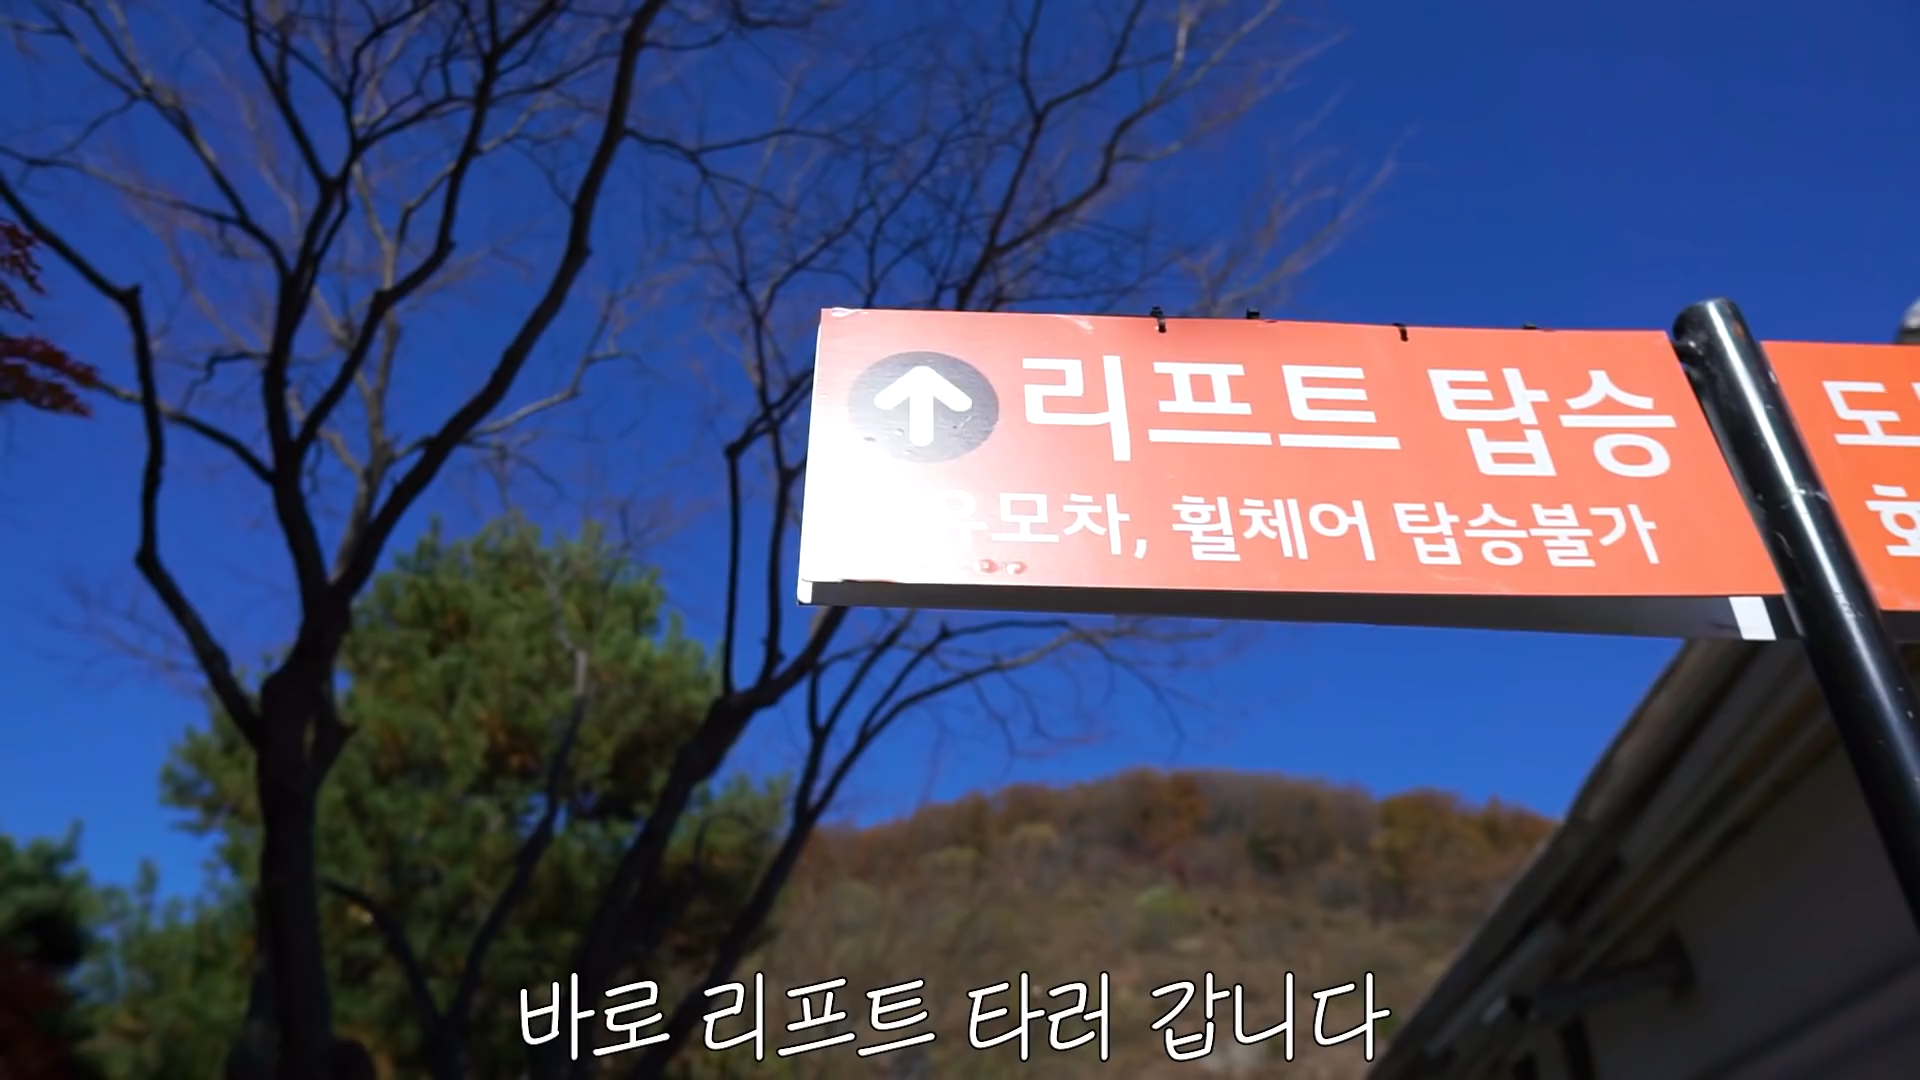 리프트 탑승
유모차, 휠체어 탑승불가
바로 리프트 타러 갑니다